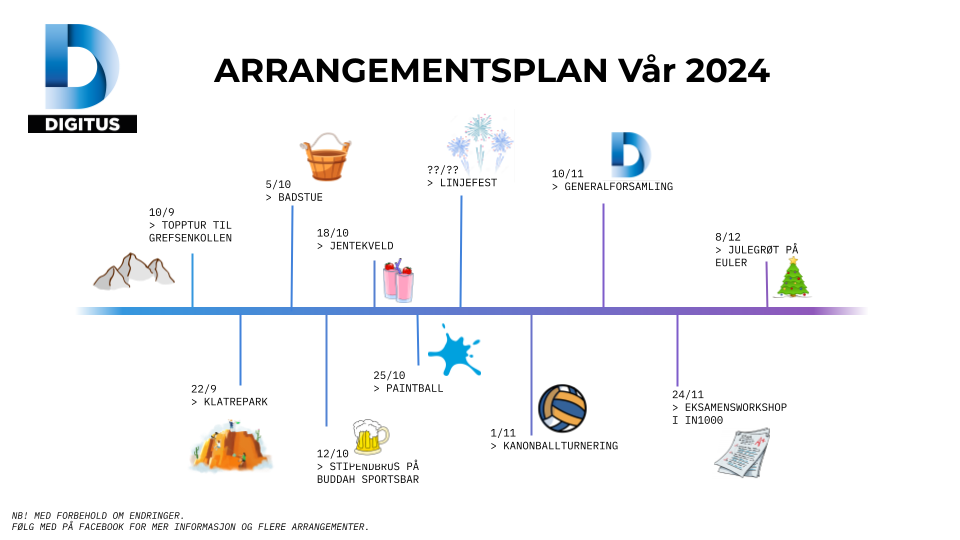 DIGITUS
ARRANGEMENTSPLAN Vår 2024
10/9
> TOPPTUR TIL
GREFSENKOLLEN
5/10
> BADSTUE
18/10
> JENTEKVELD
??/??
> LINJEFEST
10/11
> GENERALFORSAMLING
8/12
> JULEGRØT PÅ
EULER
22/9
> KLATREPARK
12/10
> STIPENDBRUS PÅ
BUDDAH SPORTSBAR
25/10
> PAINTBALL
1/11
> KANONBALLTURNERING
24/11
> EKSAMENSWORKSHOP
I IN1000
NB! MED FORBEHOLD OM ENDRINGER.
FØLG MED PÅ FACEBOOK FOR MER INFORMASJON OG FLERE ARRANGEMENTER.